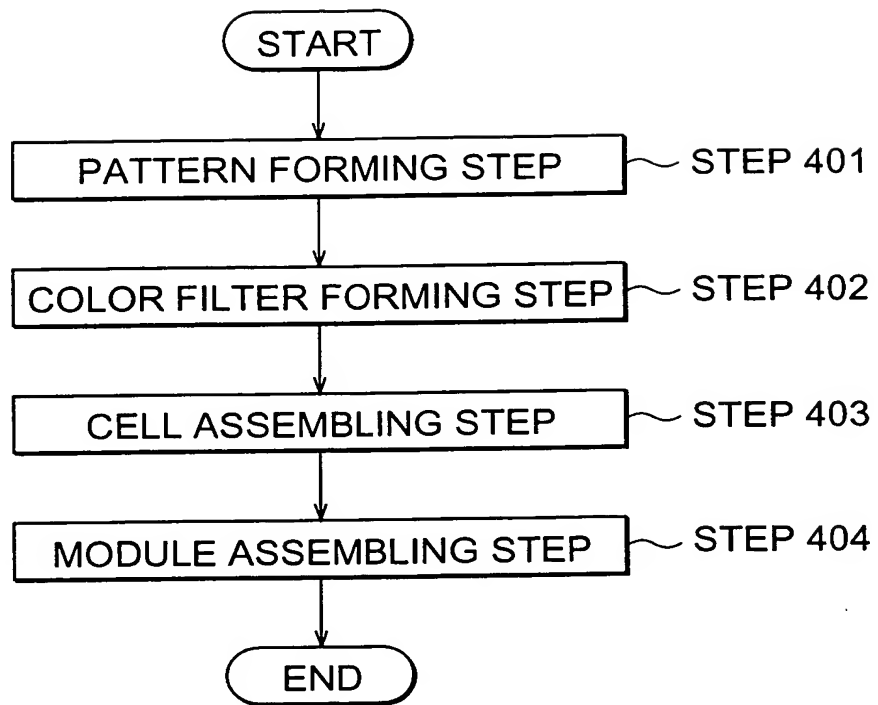 START
PATTERN FORMING STEP STEP 401
COLOR FILTER FORMING STEP STEP 402
CELL ASSEMBLING STEP STEP 403
MODULE ASSEMBLING STEP STEP 404
END